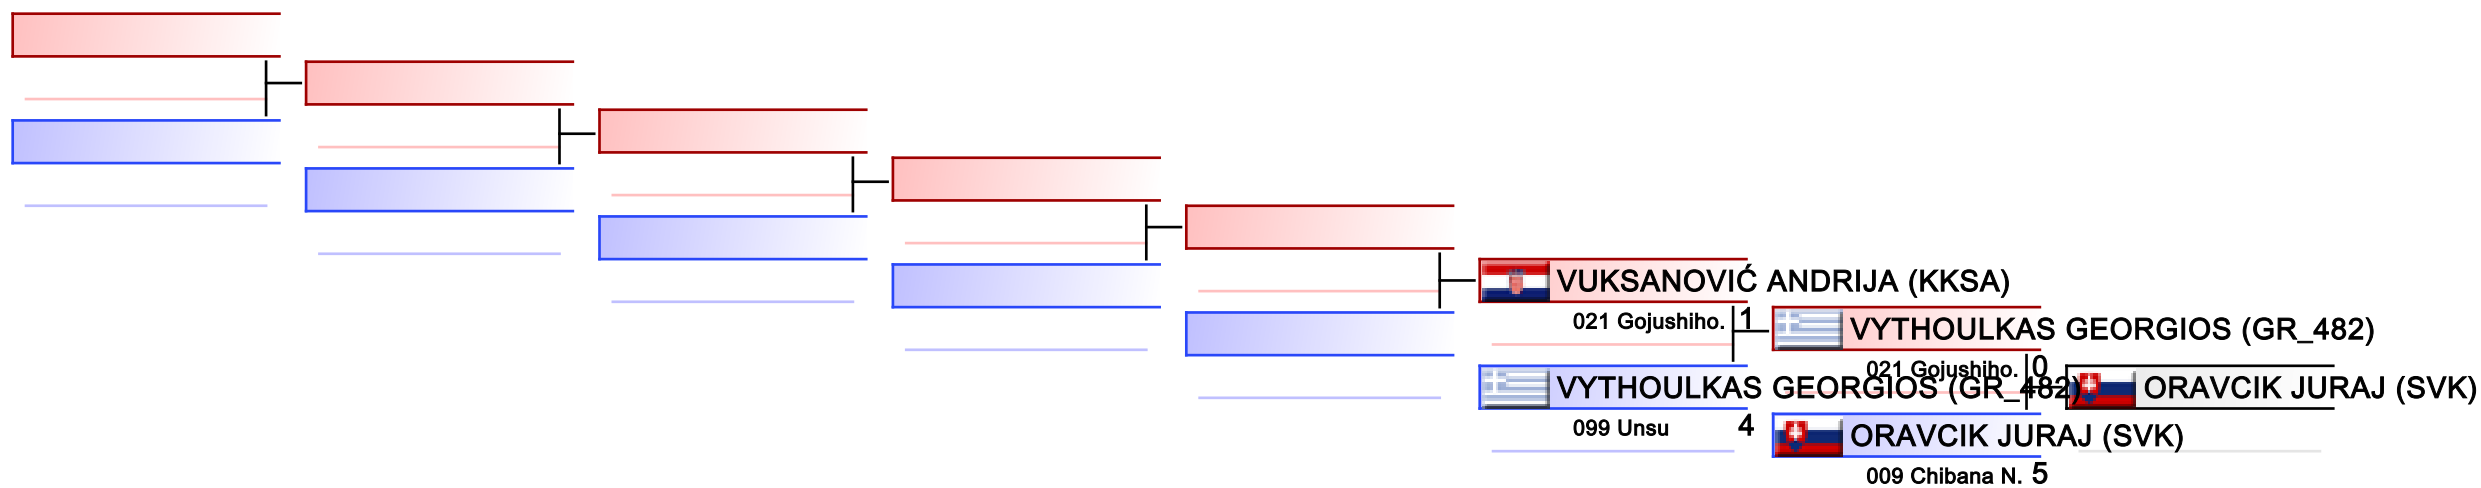 VUKSANOVIĆ ANDRIJA (KKSA)
021 Gojushiho. 1
VYTHOULKAS GEORGIOS (GR_482)
099 Unsu 4
VYTHOULKAS GEORGIOS (GR_482)
021 Gojushiho. 0
ORAVCIK JURAJ (SVK)
009 Chibana N. 5
ORAVCIK JURAJ (SVK)